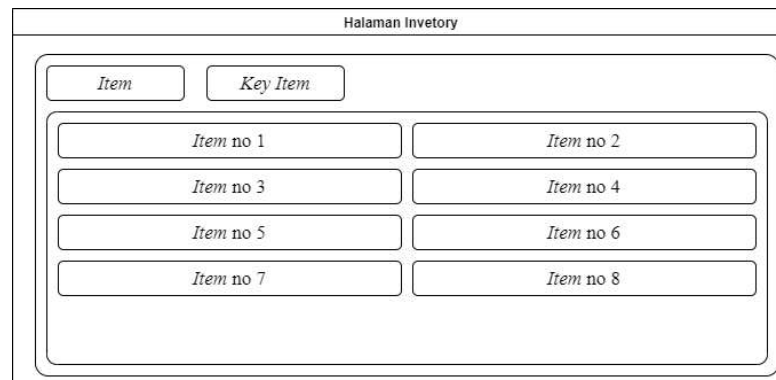 Halaman Invetory
Item Key Item
Item no 1 Item no 2
Item no 3 Item no 4
Item no 5 Item no 6
Item no 7 Item no 8